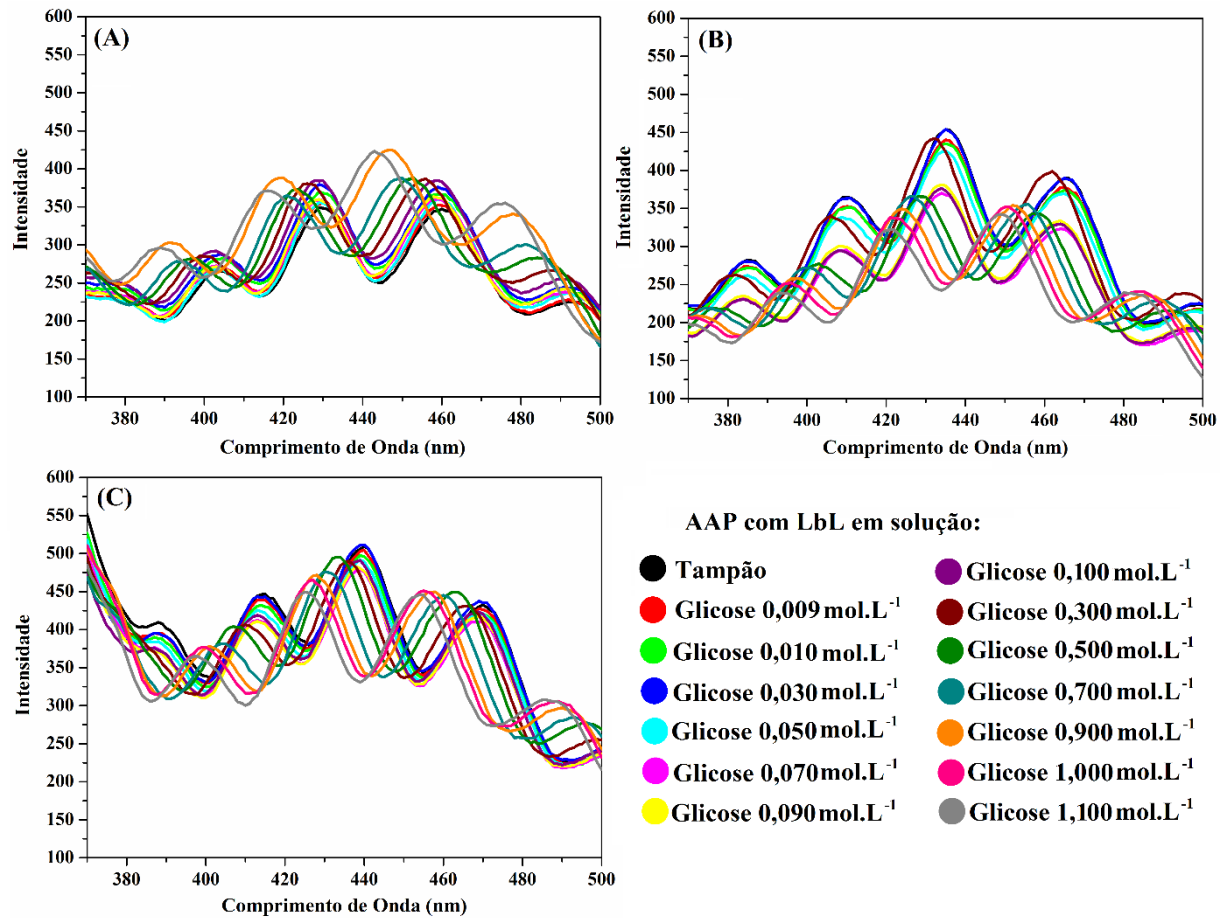 (A)
600
550
500
450
400
350
300
250
200
150
100
Intensidade
380 400 420 440 460 480 500
Comprimento de Onda (nm)
(B)
600
550
500
450
400
350
300
250
200
150
100
Intensidade
380 400 420 440 460 480 500
Comprimento de Onda (nm)
(C)
600
550
500
450
400
350
300
250
200
150
100
Intensidade
380 400 420 440 460 480 500
Comprimento de Onda (nm)
AAP com LbL em solução:
Tampão
Glicose 0,009 mol.L⁻¹
Glicose 0,010 mol.L⁻¹
Glicose 0,030 mol.L⁻¹
Glicose 0,050 mol.L⁻¹
Glicose 0,070 mol.L⁻¹
Glicose 0,090 mol.L⁻¹
Glicose 0,100 mol.L⁻¹
Glicose 0,300 mol.L⁻¹
Glicose 0,500 mol.L⁻¹
Glicose 0,700 mol.L⁻¹
Glicose 0,900 mol.L⁻¹
Glicose 1,000 mol.L⁻¹
Glicose 1,100 mol.L⁻¹